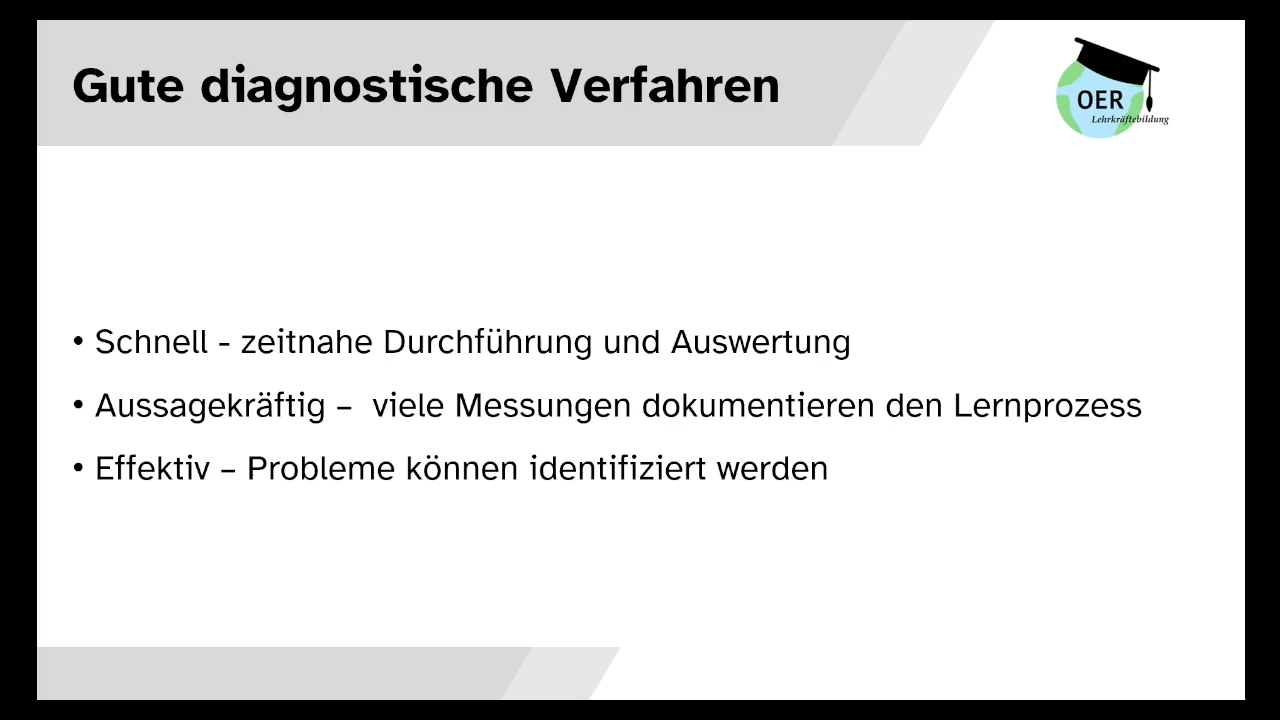 Gute diagnostische Verfahren
OER
Lehrkräftebildung
• Schnell - zeitnahe Durchführung und Auswertung
• Aussagekräftig –  viele Messungen dokumentieren den Lernprozess
• Effektiv – Probleme können identifiziert werden